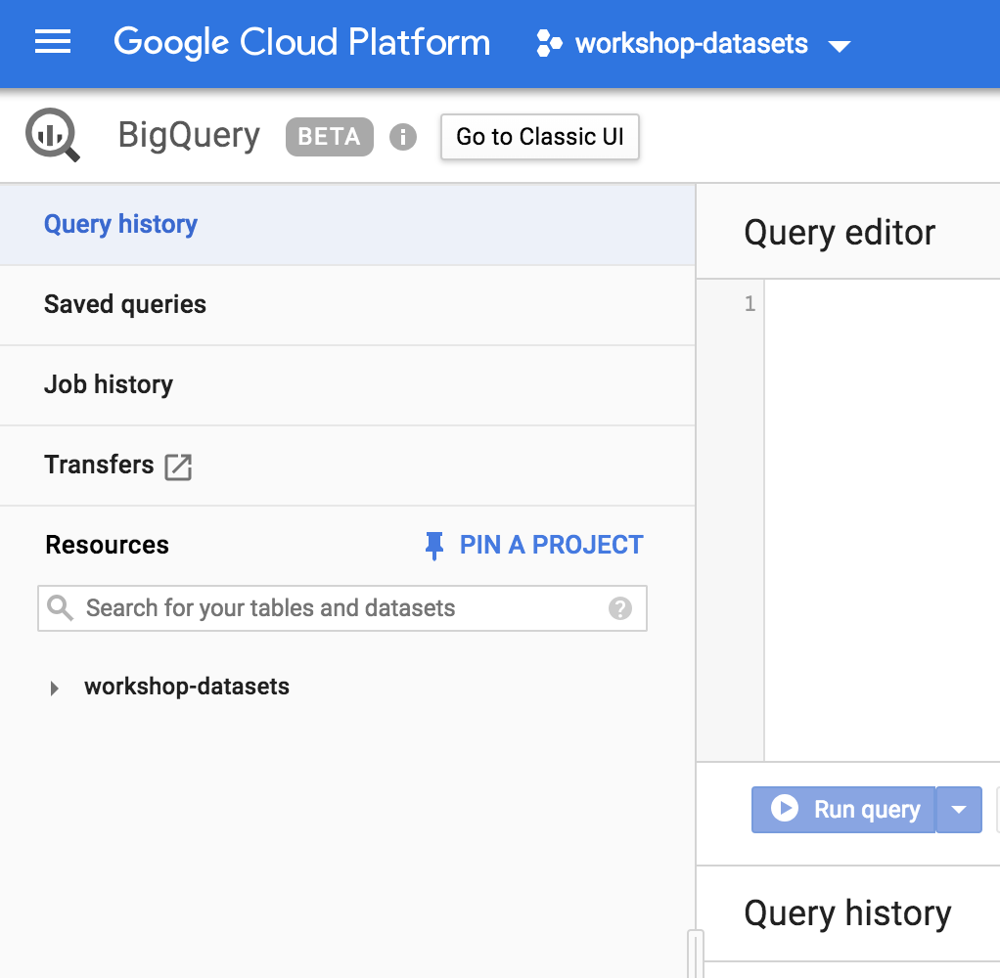 Google Cloud Platform workshop-datasets
BigQuery BETA i Go to Classic UI
Query history
Saved queries
Job history
Transfers
Resources PIN A PROJECT
Search for your tables and datasets ?
workshop-datasets
Query editor
1
Run query
Query history